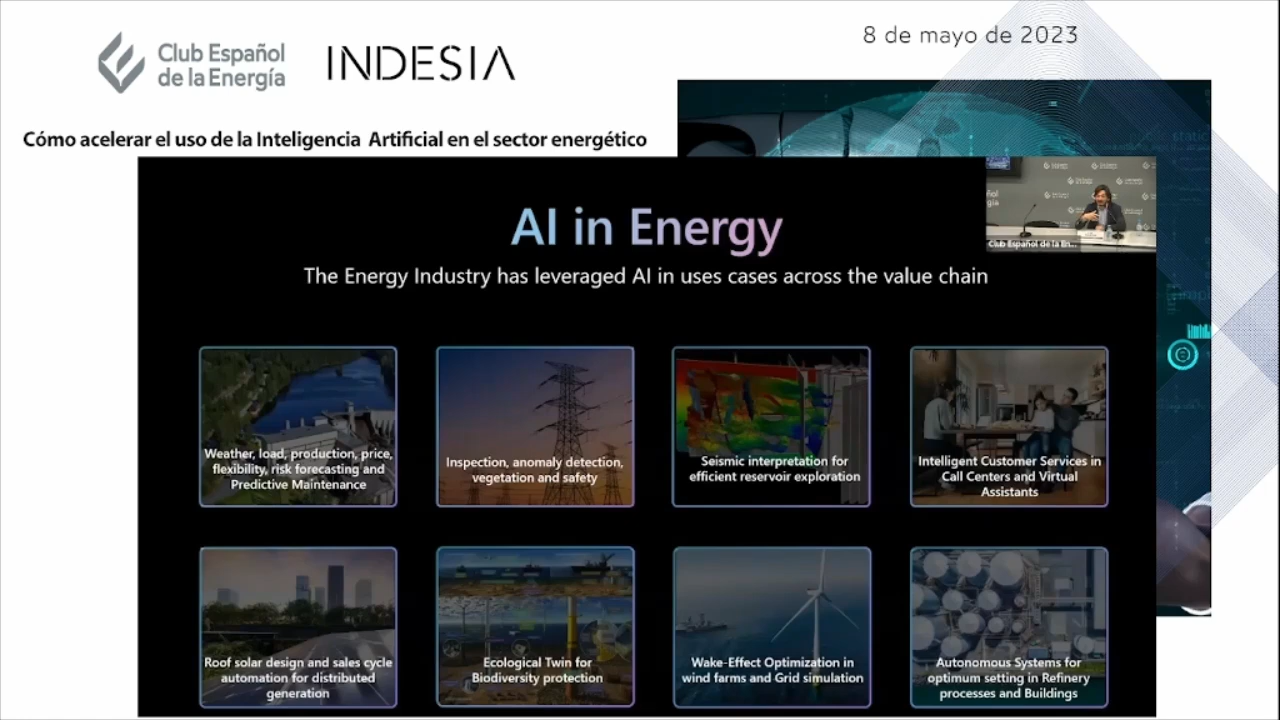 Club Español
de la Energía
INDESIA
8 de mayo de 2023
Cómo acelerar el uso de la Inteligencia Artificial en el sector energético
AI in Energy
The Energy Industry has leveraged AI in uses cases across the value chain
Club Español de la En...
Weather, load, production, price,
flexibility, risk forecasting and
Predictive Maintenance
Inspection, anomaly detection,
vegetation and safety
Seismic interpretation for
efficient reservoir exploration
Intelligent Customer Services in
Call Centers and Virtual
Assistants
Roof solar design and sales cycle
automation for distributed
generation
Ecological Twin for
Biodiversity protection
Wake-Effect Optimization in
wind farms and Grid simulation
Autonomous Systems for
optimum setting in Refinery
processes and Buildings